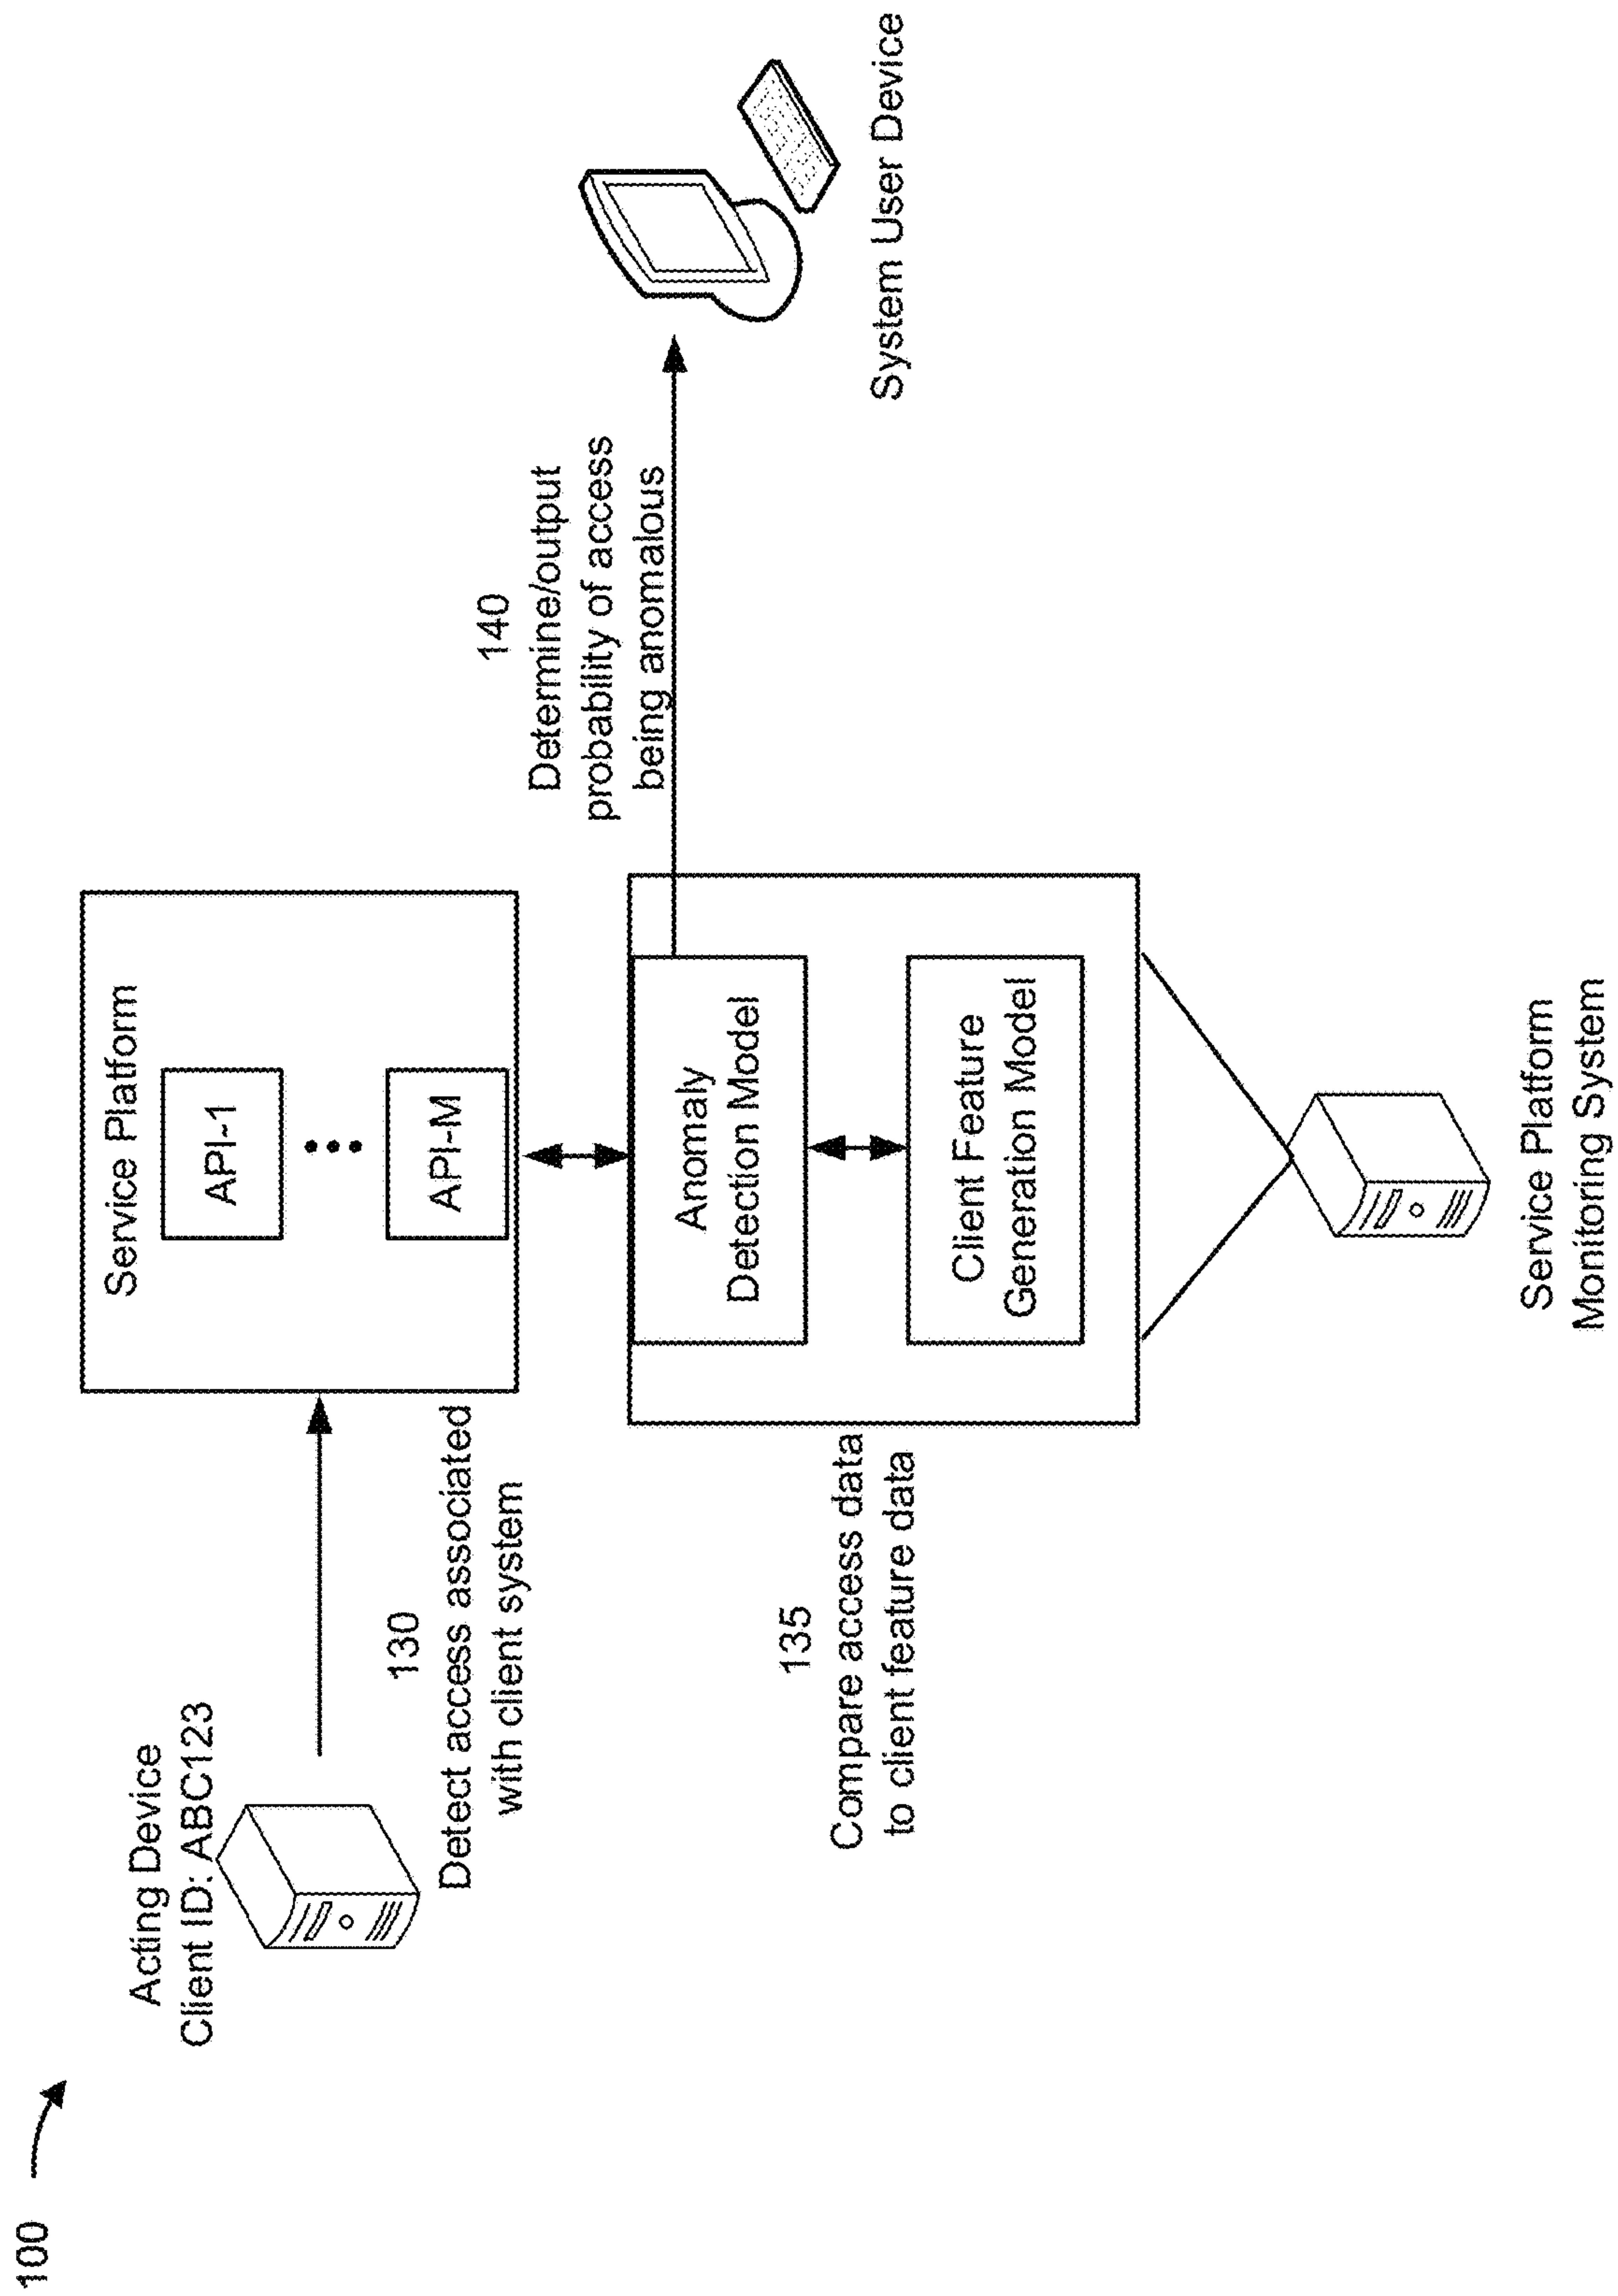 100
Acting Device
Client ID: ABC123
130
Detect access associated
with client system
Service Platform
API-1
API-M
135
Compare access data
to client feature data
Anomaly
Detection Model
Client Feature
Generation Model
140
Determine/output
probability of access
being anomalous
System User Device
Service Platform
Monitoring System